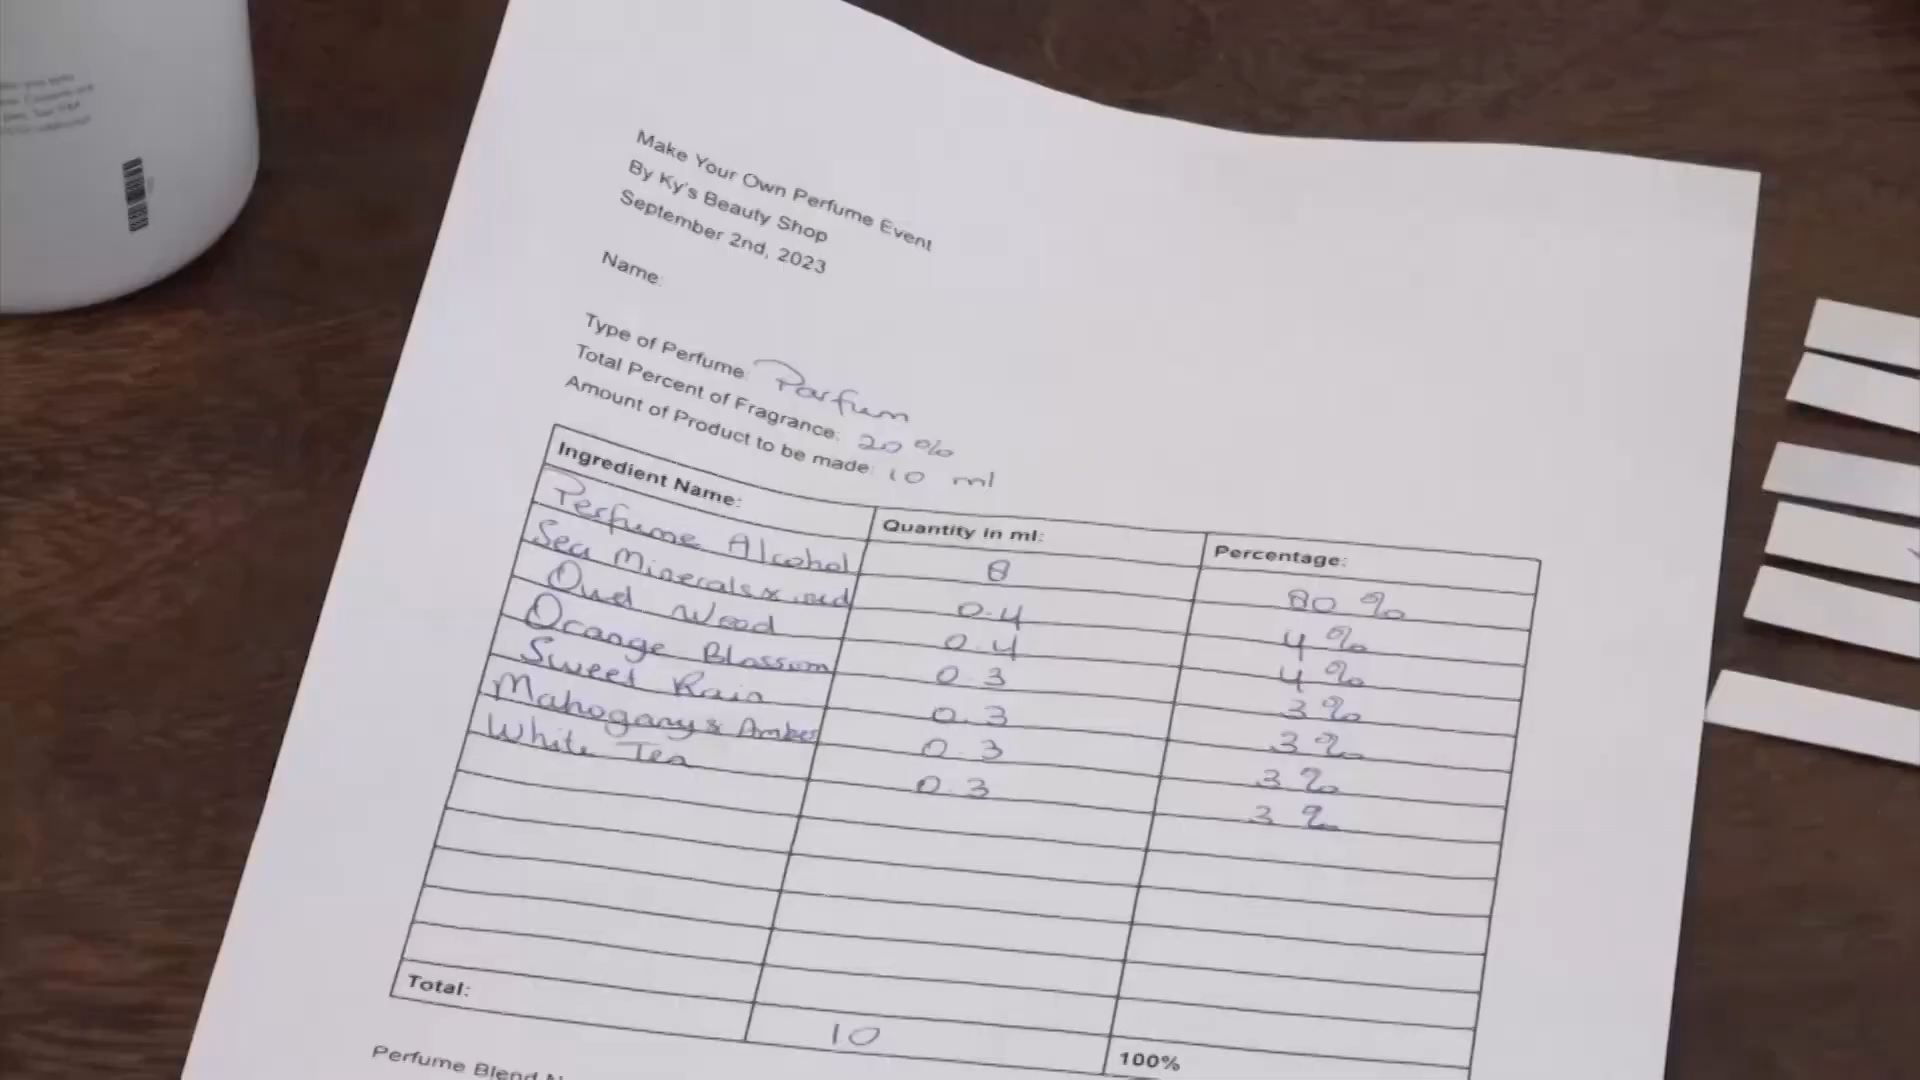 Make Your Own Perfume Event
By Ky's Beauty Shop
September 2nd, 2023
Name:
Type of Perfume: Parfum
Total Percent of Fragrance: 20%
Amount of Product to be made: 10 ml
Ingredient Name: Quantity in ml: Percentage:
Perfume Alcohol 8 80%
Sea Minerals 0.4 4%
Oud Wood 0.4 4%
Orange Blossom 0.3 3%
Sweet Rain 0.3 3%
Mahogany & Amber 0.3 3%
White Tea 0.3 3%
Total: 10 100%
Perfume Blend